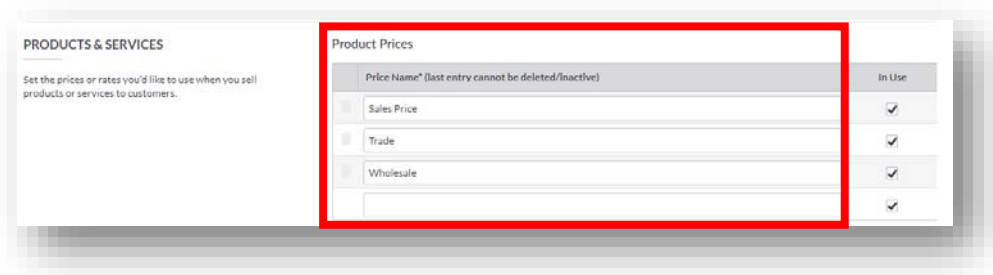 PRODUCTS & SERVICES
Set the prices or rates you'd like to use when you sell
products or services to customers.
Product Prices
Price Name* (last entry cannot be deleted/inactive)
In Use
Sales Price
Trade
Wholesale